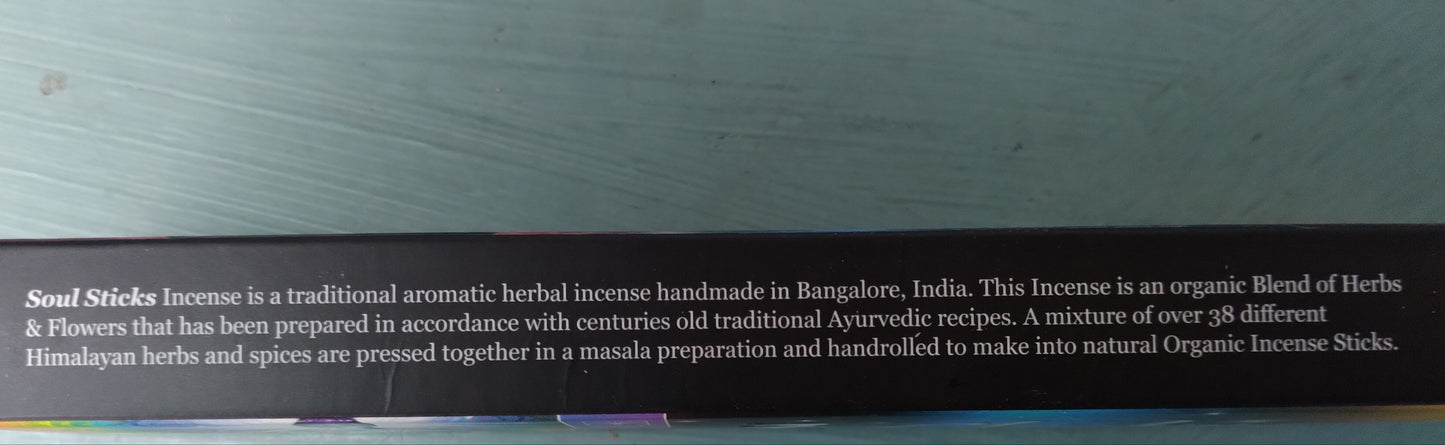 Soul Sticks Incense is a traditional aromatic herbal incense handmade in Bangalore, India. This Incense is an organic Blend of Herbs
& Flowers that has been prepared in accordance with centuries old traditional Ayurvedic recipes. A mixture of over 38 different
Himalayan herbs and spices are pressed together in a masala preparation and handrolled to make into natural Organic Incense Sticks.